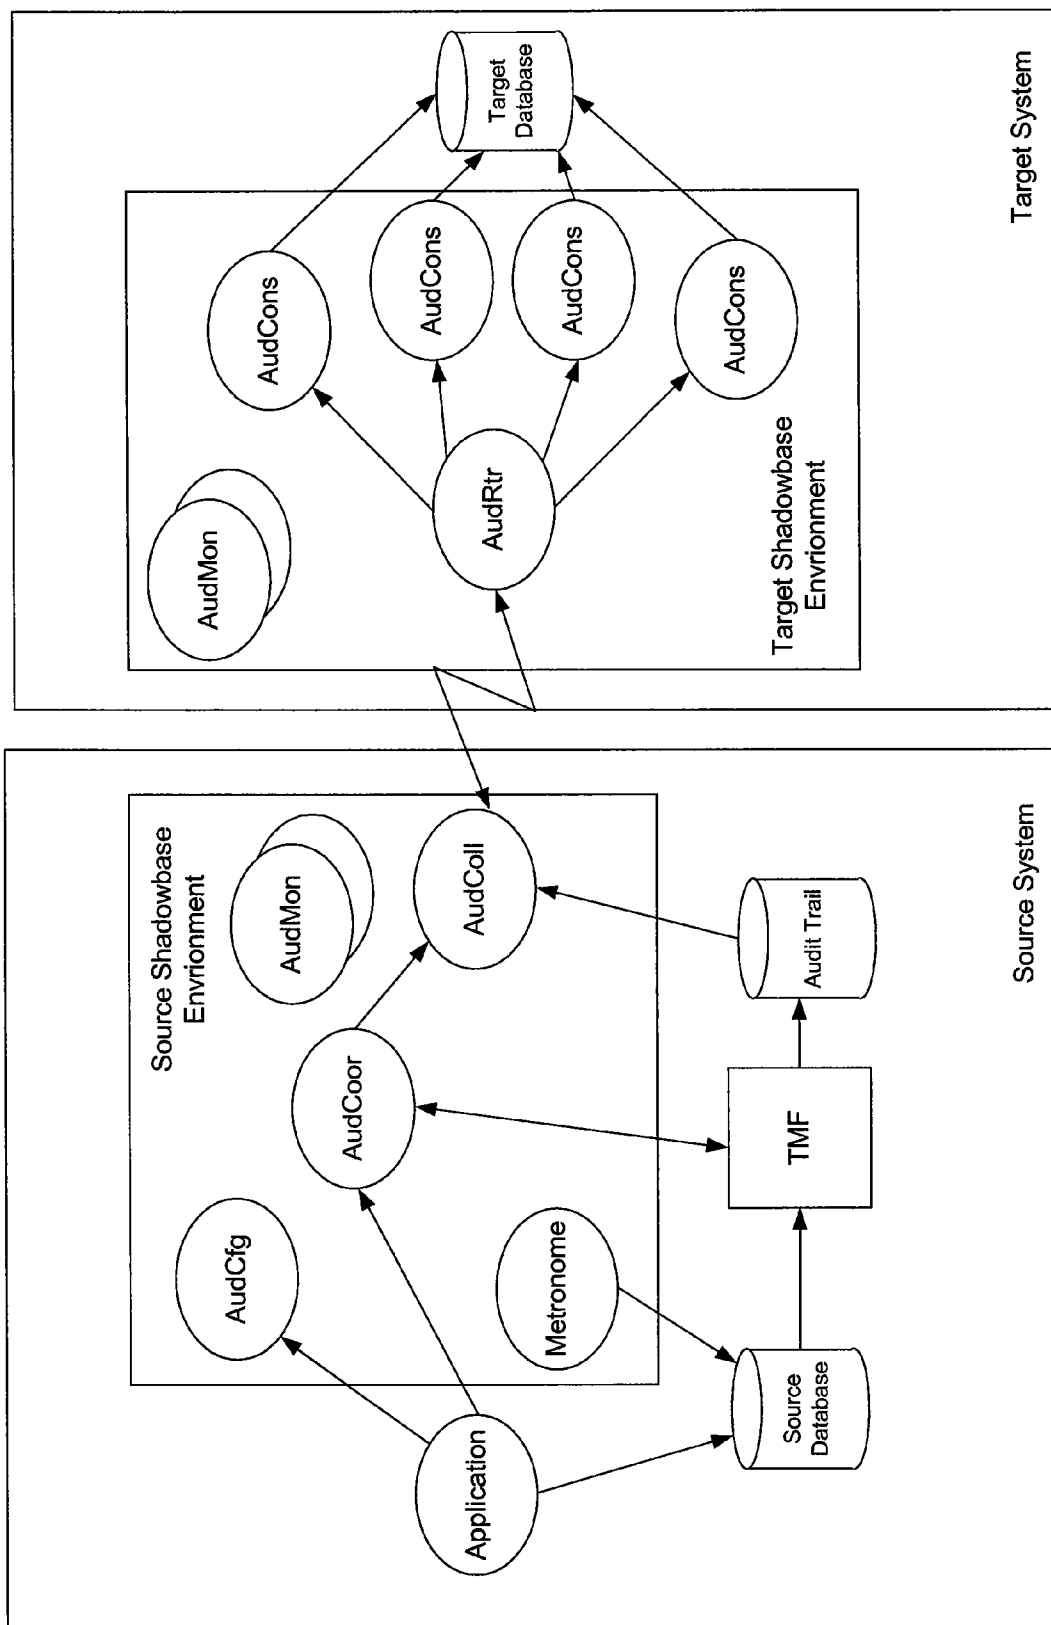 Source Shadowbase
Envrionment
AudCfg
AudMon
AudCoor
Application
AudColl
Metronome
Source
Database
TMF
Audit Trail
Source System
AudMon
AudCons
AudCons
AudRtr
AudCons
AudCons
Target
Database
Target Shadowbase
Envrionment
Target System